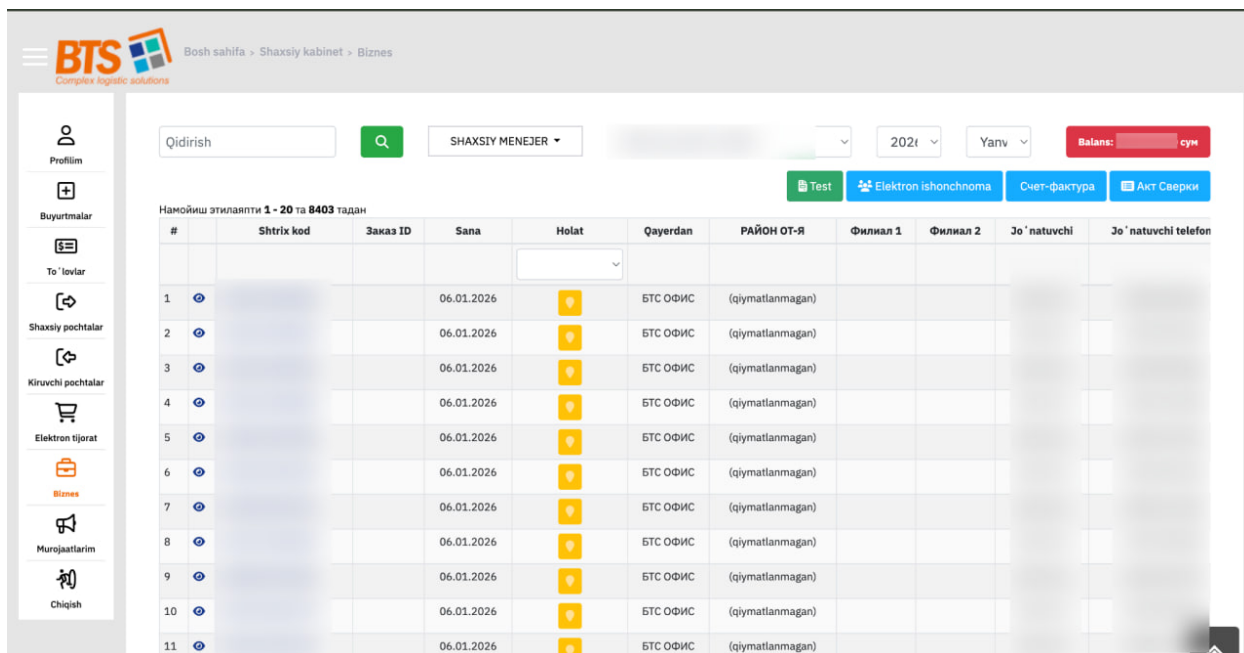 BTS
Complex logistic solutions
Bosh sahifa > Shaxsiy kabinet > Biznes
Profilim
Buyurtmalar
To´lovlar
Shaxsiy pochtalar
Kiruvchi pochtalar
Elektron tijorat
Biznes
Murojaatlarim
Chiqish
Qidirish SHAXSIY MENEJER Yanv Balans: сум
Test Elektron ishonchnoma Счет-фактура Акт Сверки
Намойиш этилаяпти 1 - 20 та 8403 тадан
# Shtrix kod Заказ ID Sana Holat Qayerdan РАЙОН ОТ-Я Филиал 1 Филиал 2 Jo´natuvchi Jo´natuvchi telefon
1 06.01.2026 БТС ОФИС (qiymatlanmagan)
2 06.01.2026 БТС ОФИС (qiymatlanmagan)
3 06.01.2026 БТС ОФИС (qiymatlanmagan)
4 06.01.2026 БТС ОФИС (qiymatlanmagan)
5 06.01.2026 БТС ОФИС (qiymatlanmagan)
6 06.01.2026 БТС ОФИС (qiymatlanmagan)
7 06.01.2026 БТС ОФИС (qiymatlanmagan)
8 06.01.2026 БТС ОФИС (qiymatlanmagan)
9 06.01.2026 БТС ОФИС (qiymatlanmagan)
10 06.01.2026 БТС ОФИС (qiymatlanmagan)
11 06.01.2026 БТС ОФИС (qiymatlanmagan)